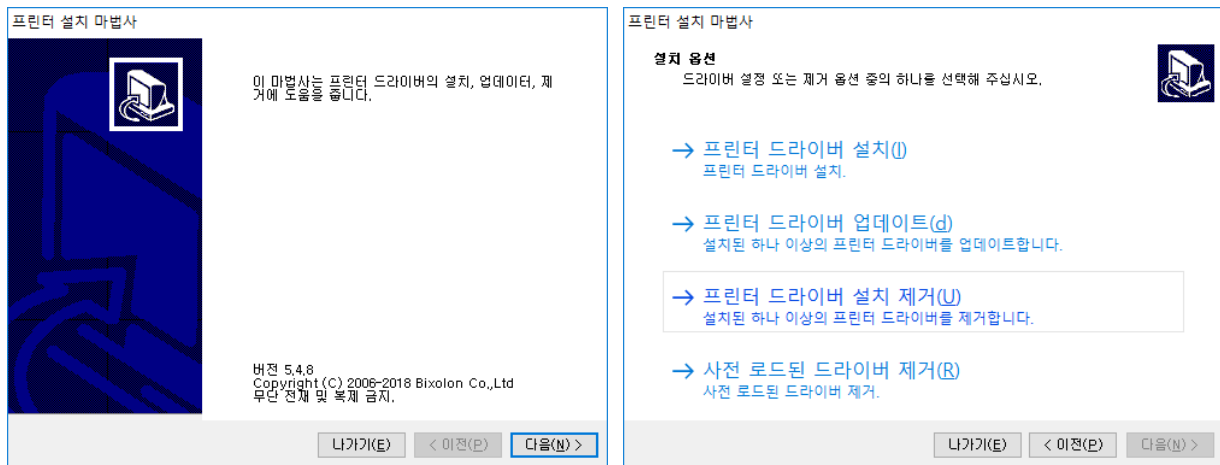 프린터 설치 마법사
이 마법사는 프린터 드라이버의 설치, 업데이터, 제
거에 도움을 줍니다.
버전 5.4.8
Copyright (C) 2006-2018 Bixolon Co.,Ltd
무단 전재 및 복제 금지.
나가기(E)
< 이전(P)
다음(N) >
프린터 설치 마법사
설치 옵션
드라이버 설정 또는 제거 옵션 중의 하나를 선택해 주십시오.
→ 프린터 드라이버 설치(I)
프린터 드라이버 설치.
→ 프린터 드라이버 업데이트(d)
설치된 하나 이상의 프린터 드라이버를 업데이트합니다.
→ 프린터 드라이버 설치 제거(U)
설치된 하나 이상의 프린터 드라이버를 제거합니다.
→ 사전 로드된 드라이버 제거(R)
사전 로드된 드라이버 제거.
나가기(E)
< 이전(P)
다음(N) >